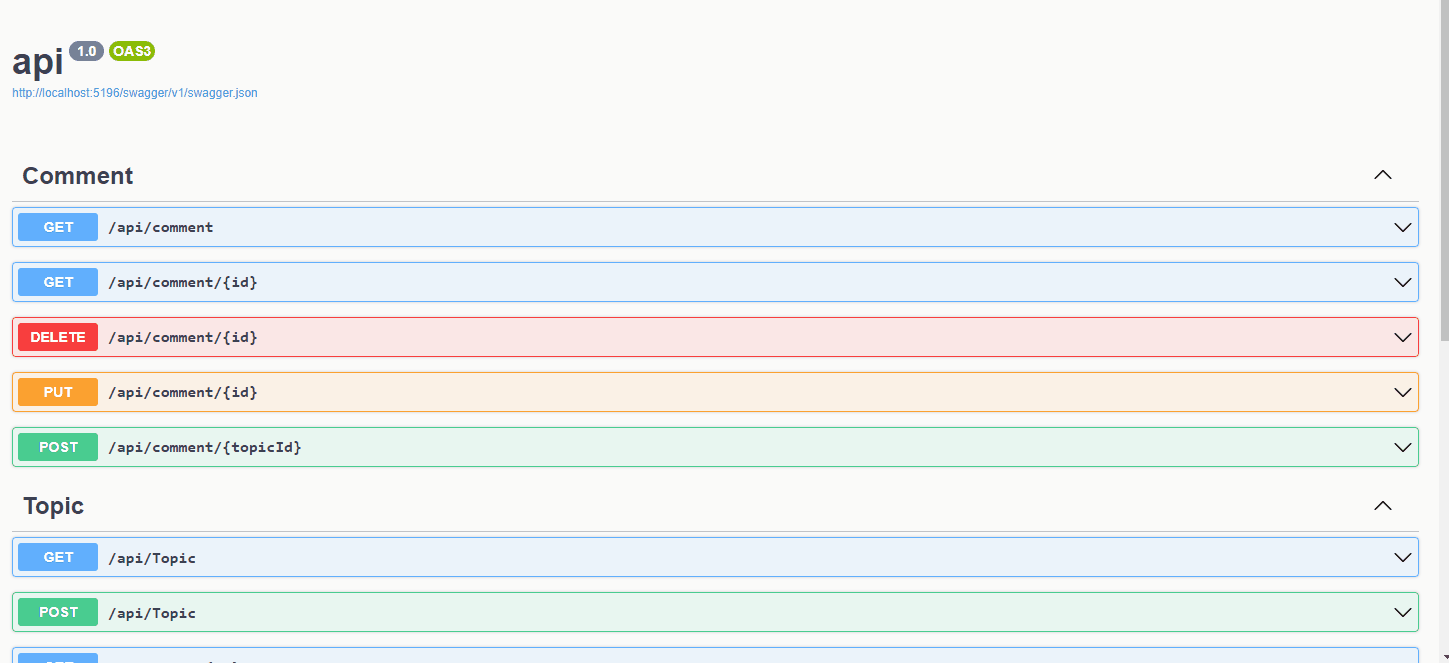 api 1.0 OAS3
http://localhost:5196/swagger/v1/swagger.json
Comment
GET /api/comment
GET /api/comment/{id}
DELETE /api/comment/{id}
PUT /api/comment/{id}
POST /api/comment/{topicId}
Topic
GET /api/Topic
POST /api/Topic